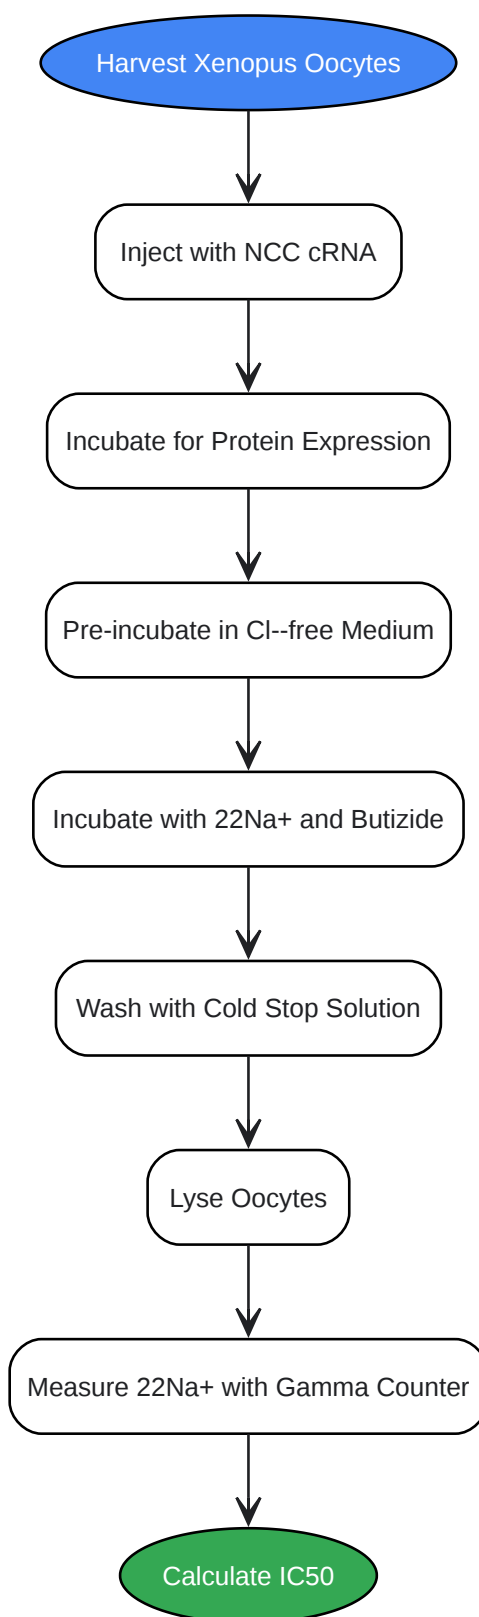 Harvest Xenopus Oocytes
Inject with NCC cRNA
Incubate for Protein Expression
Pre-incubate in Cl--free Medium
Incubate with 22Na+ and Butizide
Wash with Cold Stop Solution
Lyse Oocytes
Measure 22Na+ with Gamma Counter
Calculate IC50